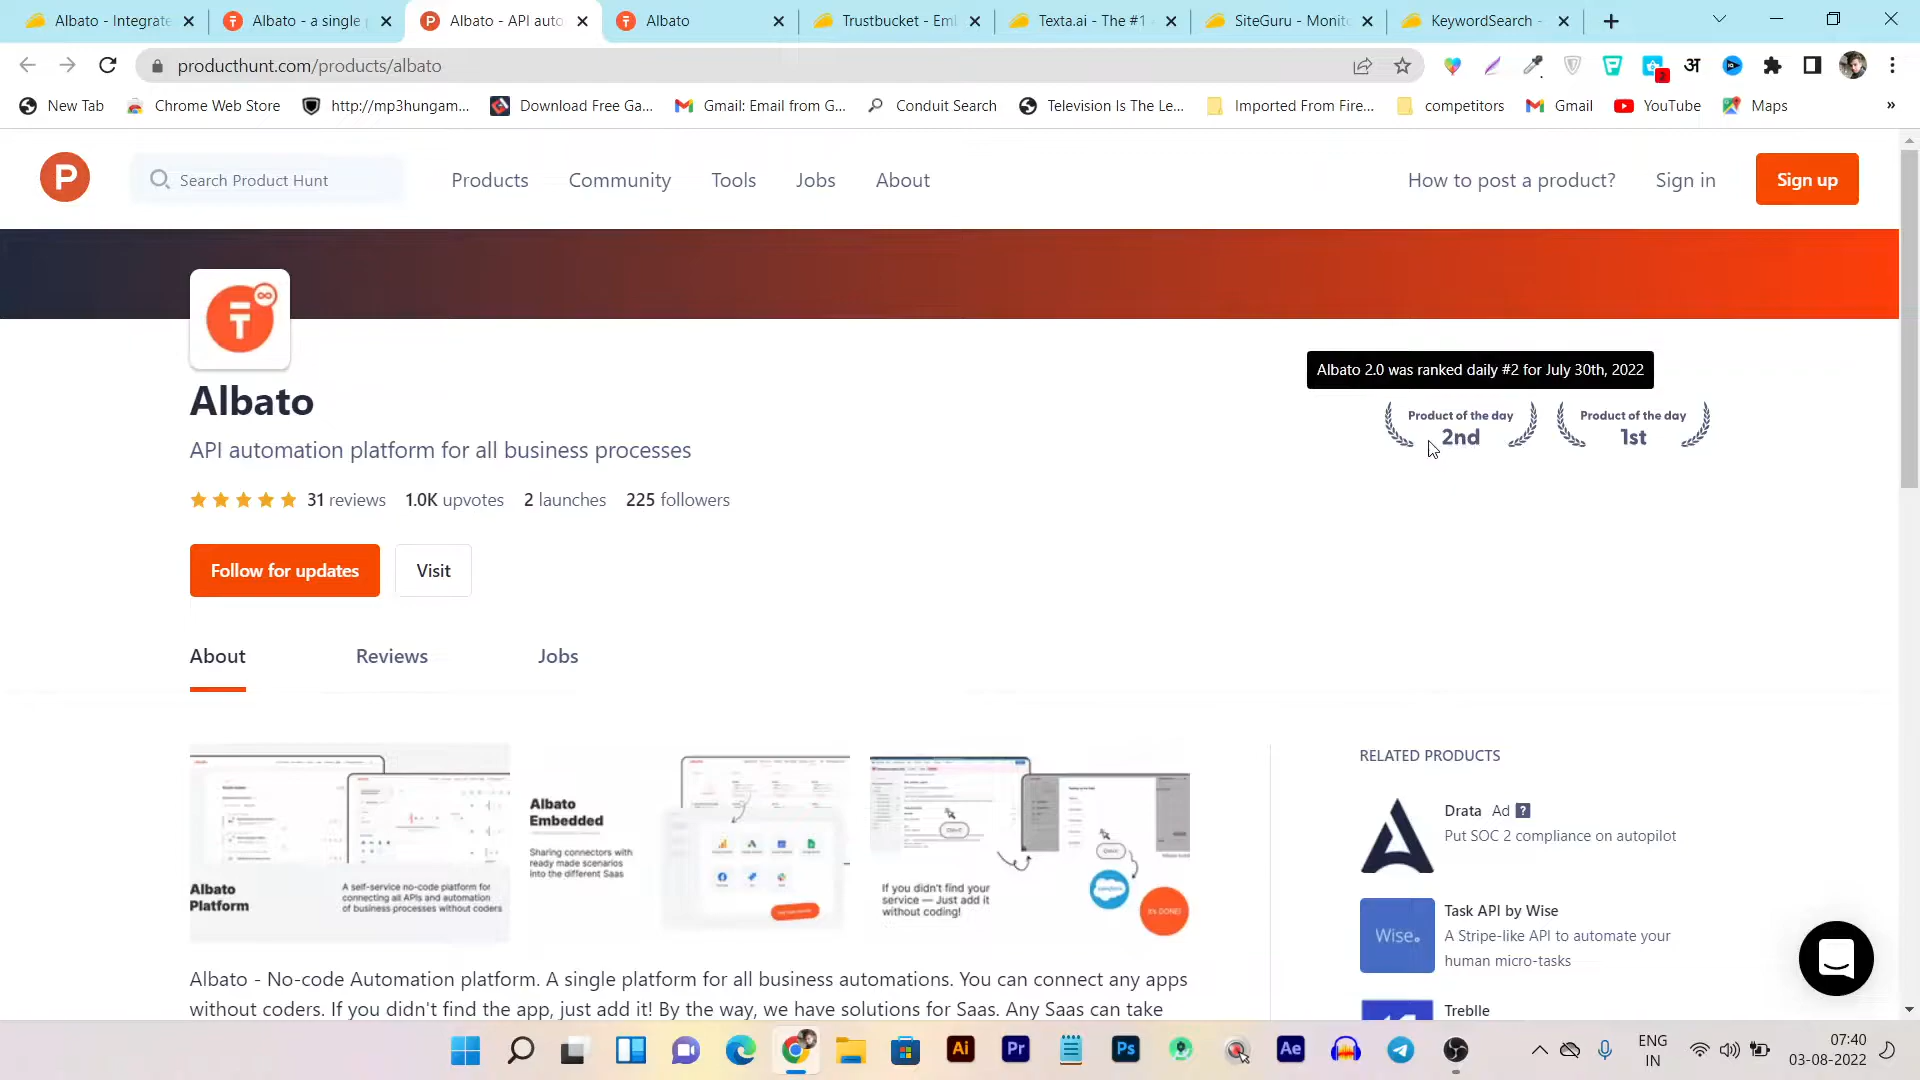 Albato - Integrate
Albato - a single
Albato - API auto
Albato
Trustbucket - Em
Texta.ai - The #1
SiteGuru - Monito
KeywordSearch -
producthunt.com/products/albato
New Tab
Chrome Web Store
http://mp3hungam...
Download Free Ga...
Gmail: Email from G...
Conduit Search
Television Is The Le...
Imported From Fire...
competitors
Gmail
YouTube
Maps
»
P
Search Product Hunt
Products
Community
Tools
Jobs
About
How to post a product?
Sign in
Sign up
Albato 2.0 was ranked daily #2 for July 30th, 2022
Product of the day
2nd
Product of the day
1st
Albato
API automation platform for all business processes
31 reviews 1.0K upvotes 2 launches 225 followers
Follow for updates
Visit
About
Reviews
Jobs
Albato
Platform
A self-service no-code platform for
connecting all APIs and automation
of business processes without coders
Albato
Embedded
Sharing connectors with
ready made scenarios
into the different Saas
If you didn't find your
service — Just add it
without coding!
Albato - No-code Automation platform. A single platform for all business automations. You can connect any apps
without coders. If you didn't find the app, just add it! By the way, we have solutions for Saas. Any Saas can take
RELATED PRODUCTS
Drata Ad ?
Put SOC 2 compliance on autopilot
Wise.
Task API by Wise
A Stripe-like API to automate your
human micro-tasks
Treblle
Ai
Pr
Ps
Ae
ENG
IN
07:40
03-08-2022